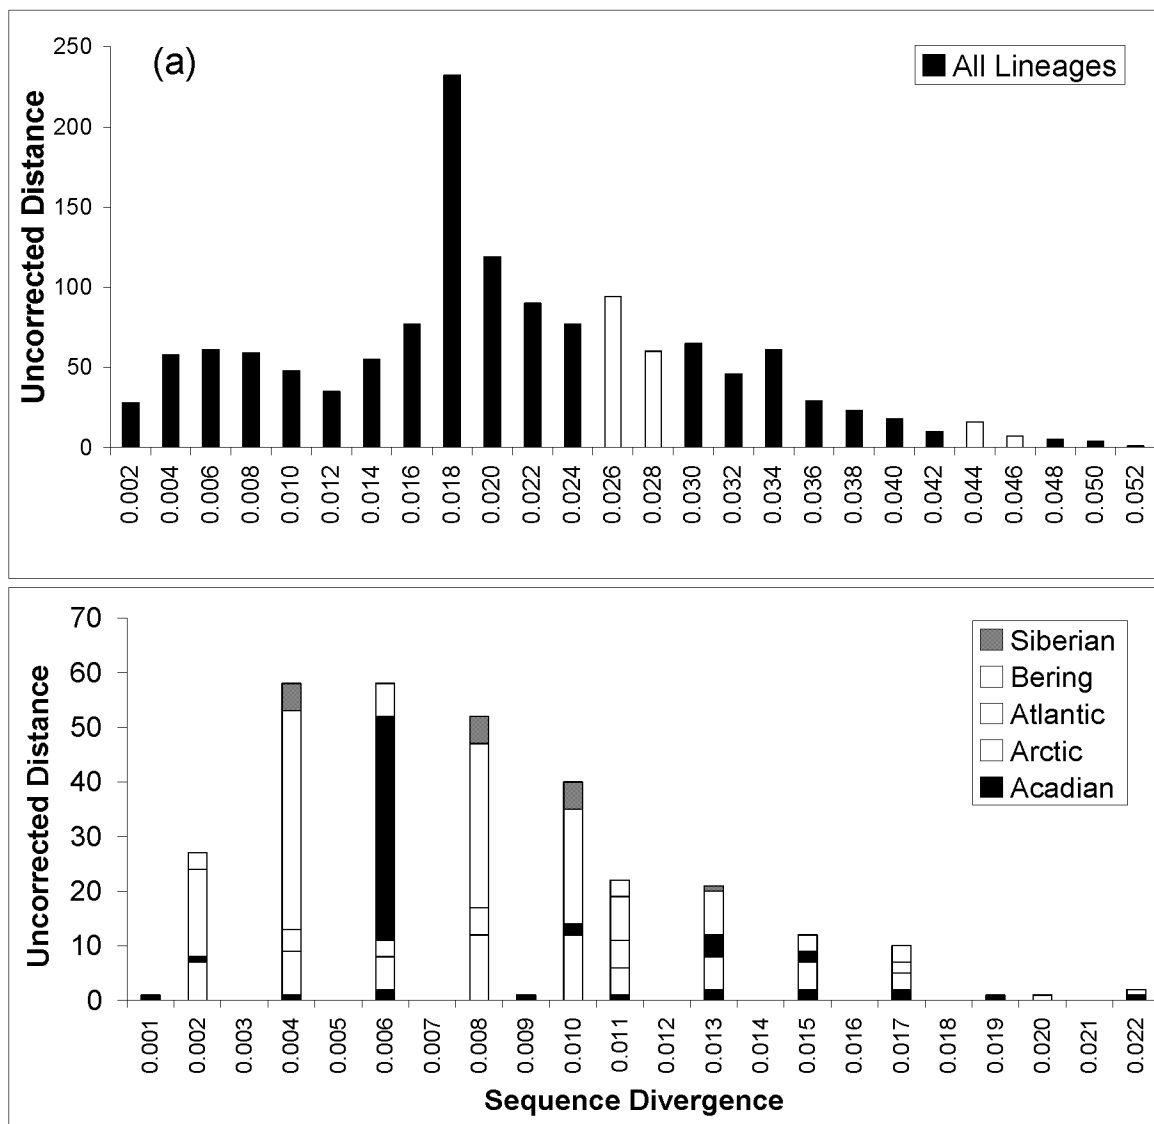 (a)
All Lineages
Uncorrected Distance
250
200
150
100
50
0
0.002 0.004 0.006 0.008 0.010 0.012 0.014 0.016 0.018 0.020 0.022 0.024 0.026 0.028 0.030 0.032 0.034 0.036 0.038 0.040 0.042 0.044 0.046 0.048 0.050 0.052
Uncorrected Distance
70
60
50
40
30
20
10
0
Siberian
Bering
Atlantic
Arctic
Acadian
0.001 0.002 0.003 0.004 0.005 0.006 0.007 0.008 0.009 0.010 0.011 0.012 0.013 0.014 0.015 0.016 0.017 0.018 0.019 0.020 0.021 0.022
Sequence Divergence